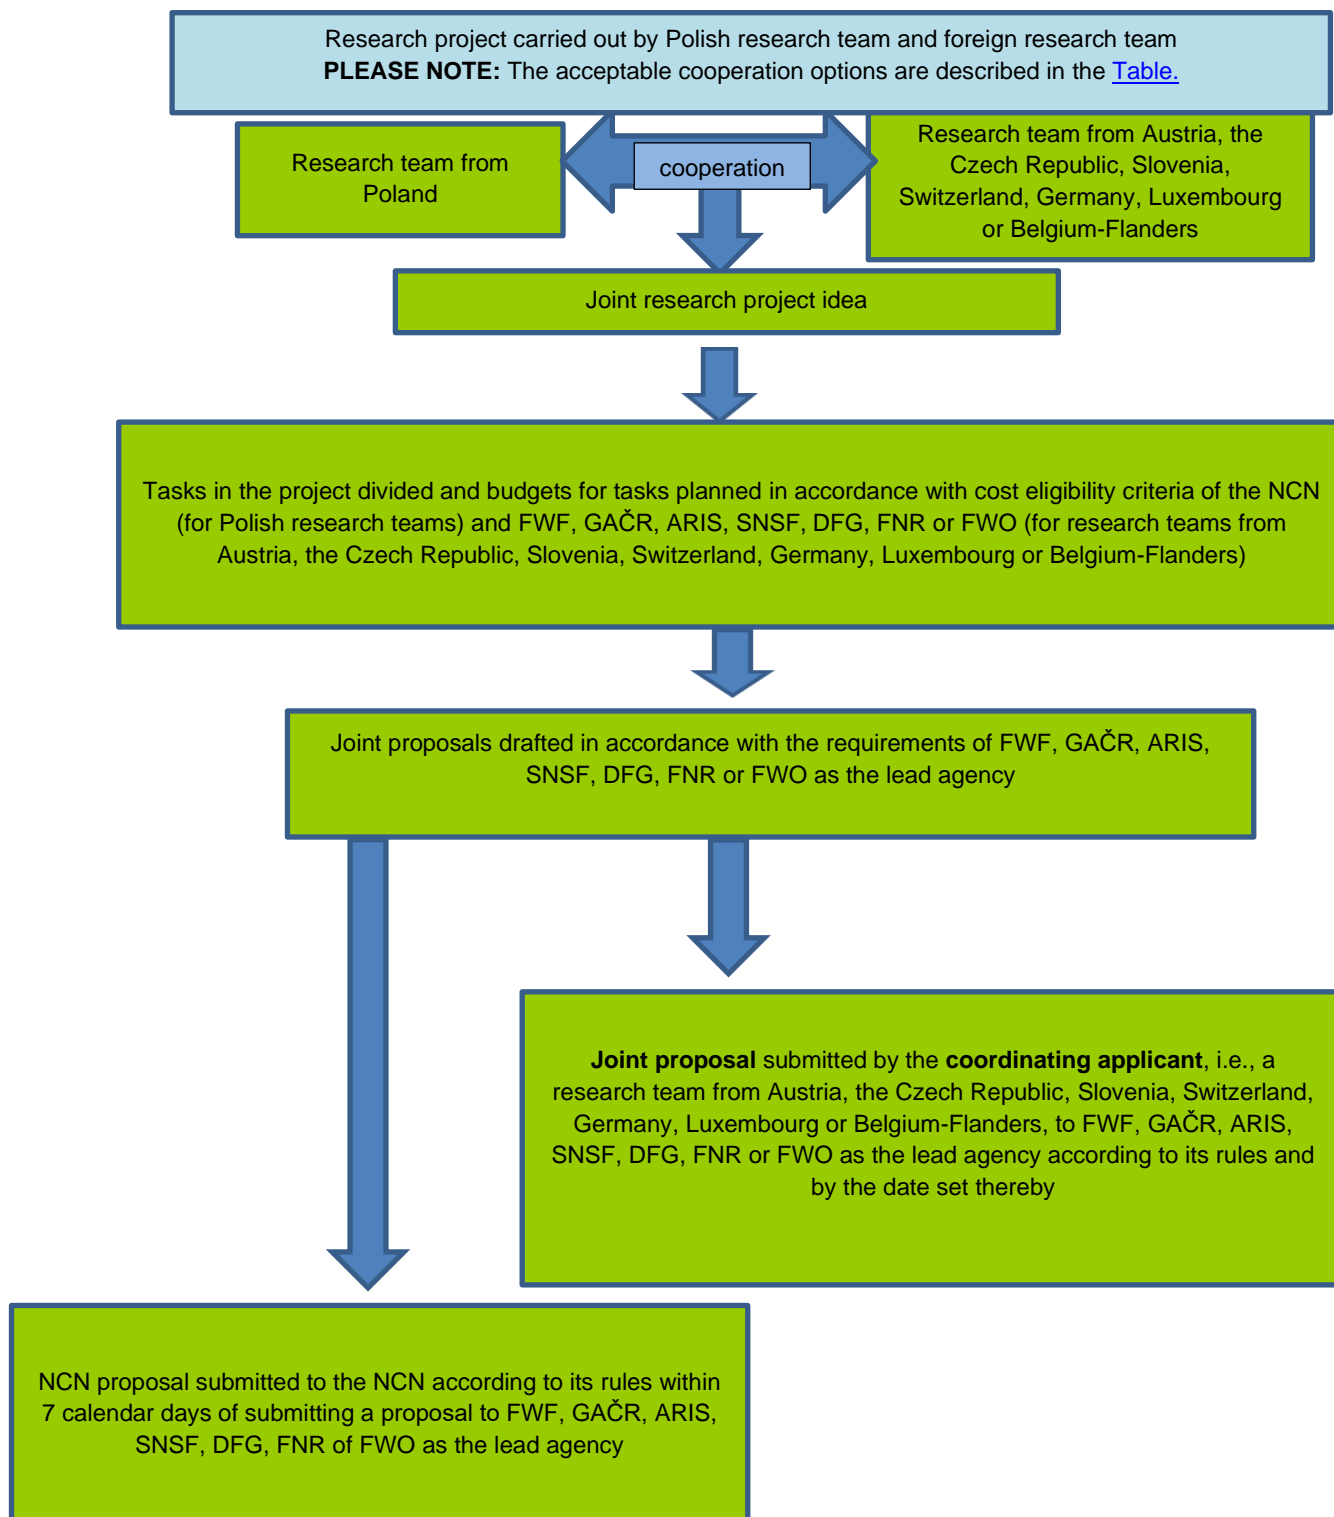 Research project carried out by Polish research team and foreign research team
PLEASE NOTE: The acceptable cooperation options are described in the Table.
Research team from
Poland
cooperation
Research team from Austria, the
Czech Republic, Slovenia,
Switzerland, Germany, Luxembourg
or Belgium-Flanders
Joint research project idea
Tasks in the project divided and budgets for tasks planned in accordance with cost eligibility criteria of the NCN
(for Polish research teams) and FWF, GAČR, ARIS, SNSF, DFG, FNR or FWO (for research teams from
Austria, the Czech Republic, Slovenia, Switzerland, Germany, Luxembourg or Belgium-Flanders)
Joint proposals drafted in accordance with the requirements of FWF, GAČR, ARIS,
SNSF, DFG, FNR or FWO as the lead agency
Joint proposal submitted by the coordinating applicant, i.e., a
research team from Austria, the Czech Republic, Slovenia, Switzerland,
Germany, Luxembourg or Belgium-Flanders, to FWF, GAČR, ARIS,
SNSF, DFG, FNR or FWO as the lead agency according to its rules and
by the date set thereby
NCN proposal submitted to the NCN according to its rules within
7 calendar days of submitting a proposal to FWF, GAČR, ARIS,
SNSF, DFG, FNR of FWO as the lead agency